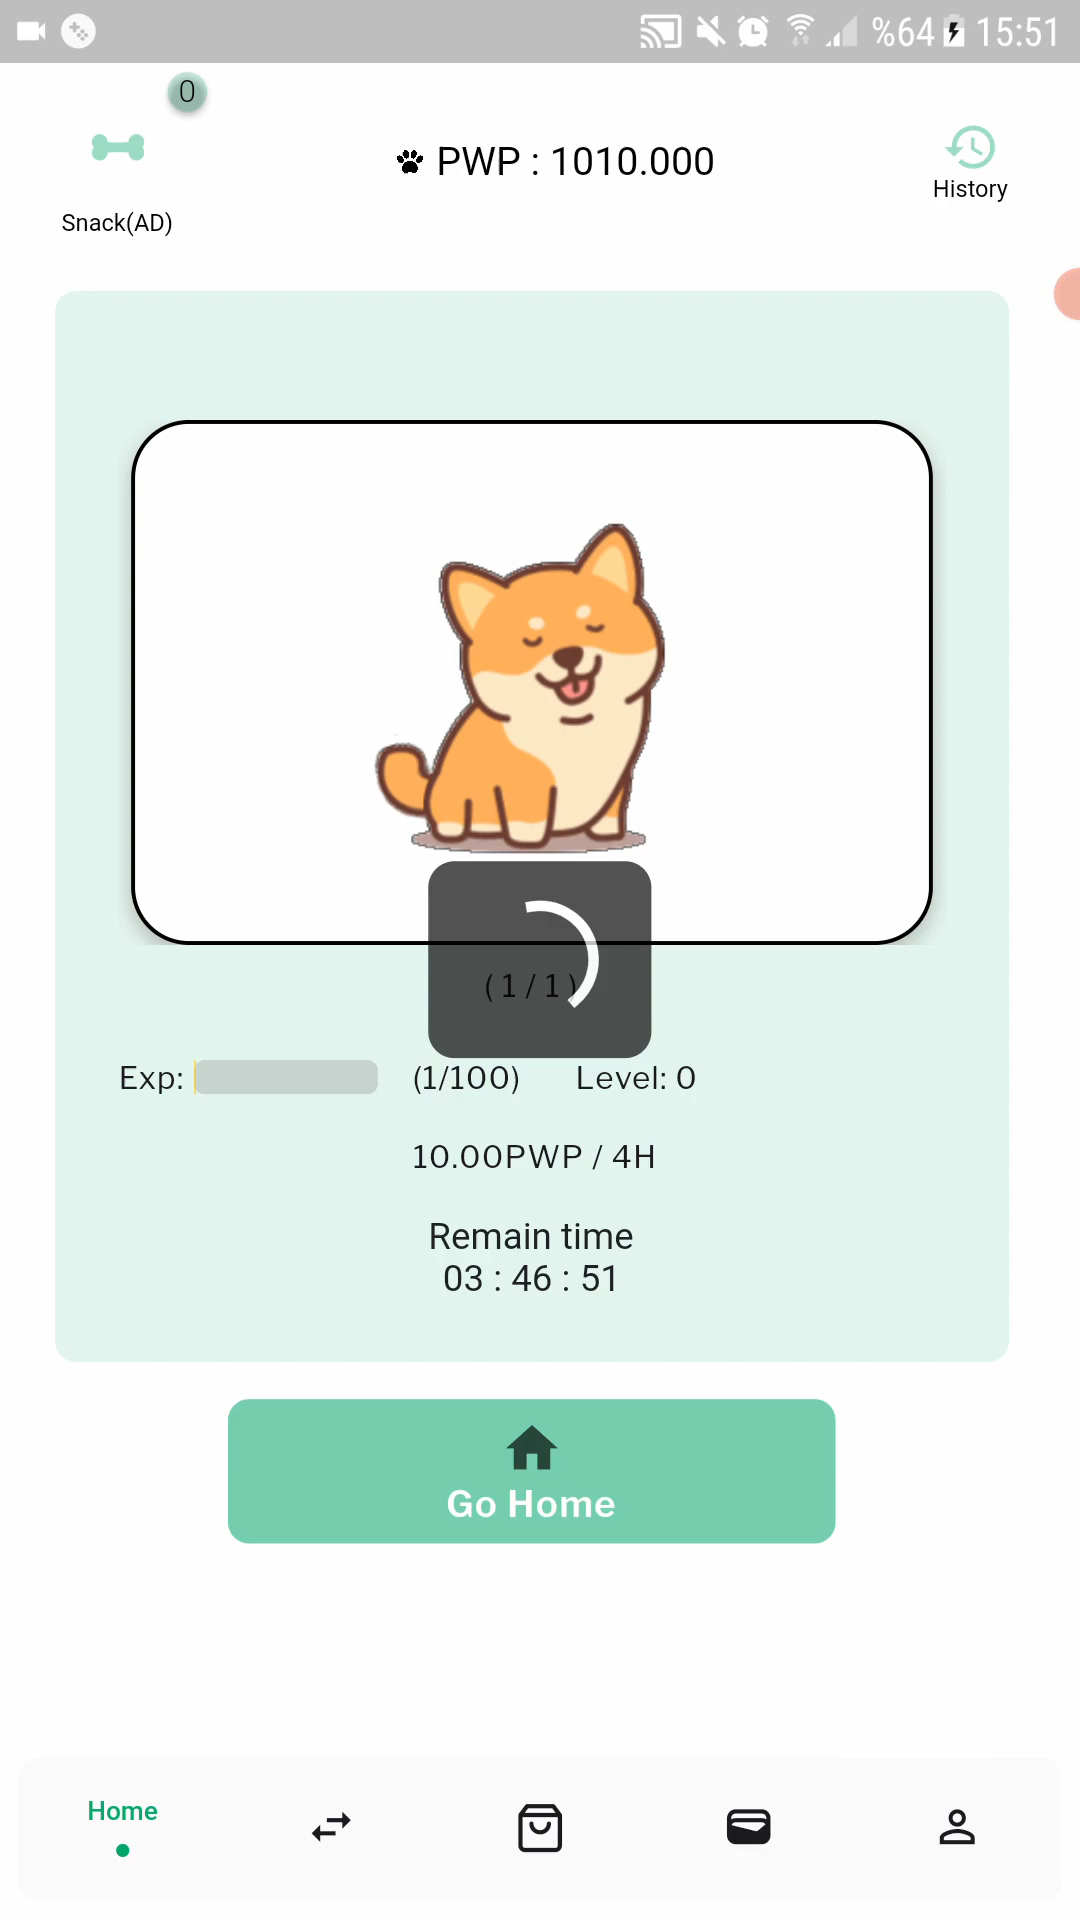 %64 15:51
0
PWP : 1010.000
History
Snack(AD)
( 1 / 1 )
Exp: (1/100) Level: 0
10.00PWP / 4H
Remain time
03 : 46 : 51
Go Home
Home